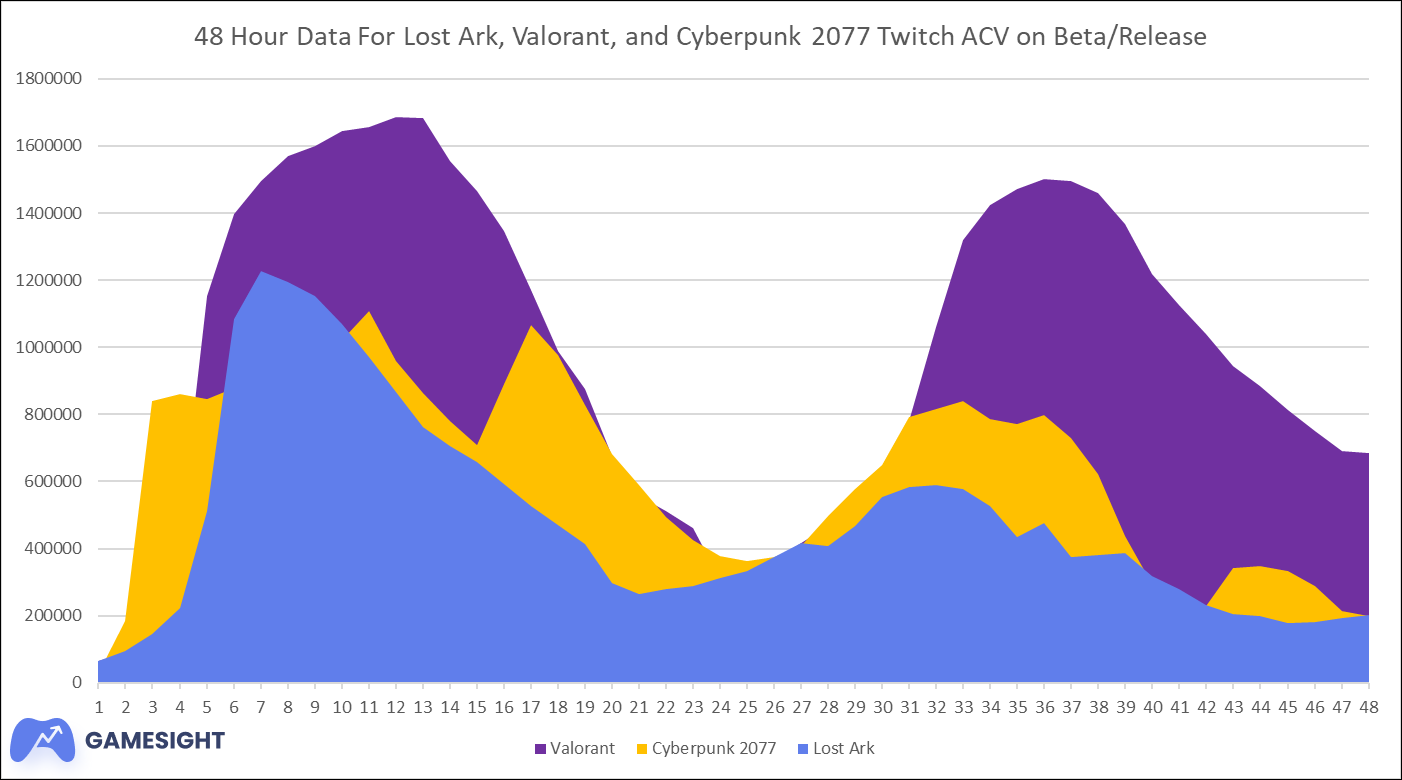 48 Hour Data For Lost Ark, Valorant, and Cyberpunk 2077 Twitch ACV on Beta/Release
1800000
1600000
1400000
1200000
1000000
800000
600000
400000
200000
0
1 2 3 4 5 6 7 8 9 10 11 12 13 14 15 16 17 18 19 20 21 22 23 24 25 26 27 28 29 30 31 32 33 34 35 36 37 38 39 40 41 42 43 44 45 46 47 48
GAMESIGHT
Valorant Cyberpunk 2077 Lost Ark